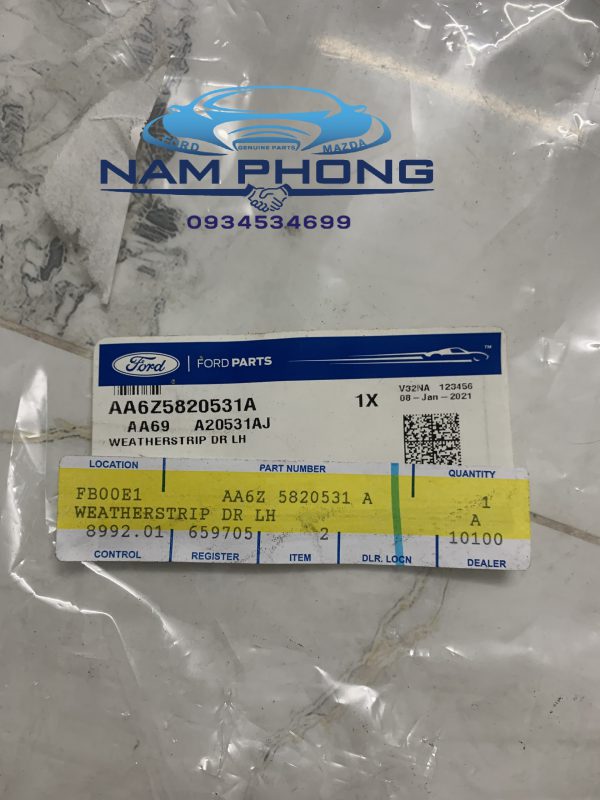 FORD GENUINE PARTS MAZDA
NAM PHONG
0934534699
Ford FORD PARTS ™
AA6Z5820531A 1X V32NA 123456
08-Jan-2021
AA69 A20531AJ
WEATHERSTRIP DR LH
LOCATION PART NUMBER QUANTITY
FB00E1 AA6Z 5820531 A 1
WEATHERSTRIP DR LH A
8992.01 659705 2 10100
CONTROL REGISTER ITEM DLR. LOCN DEALER